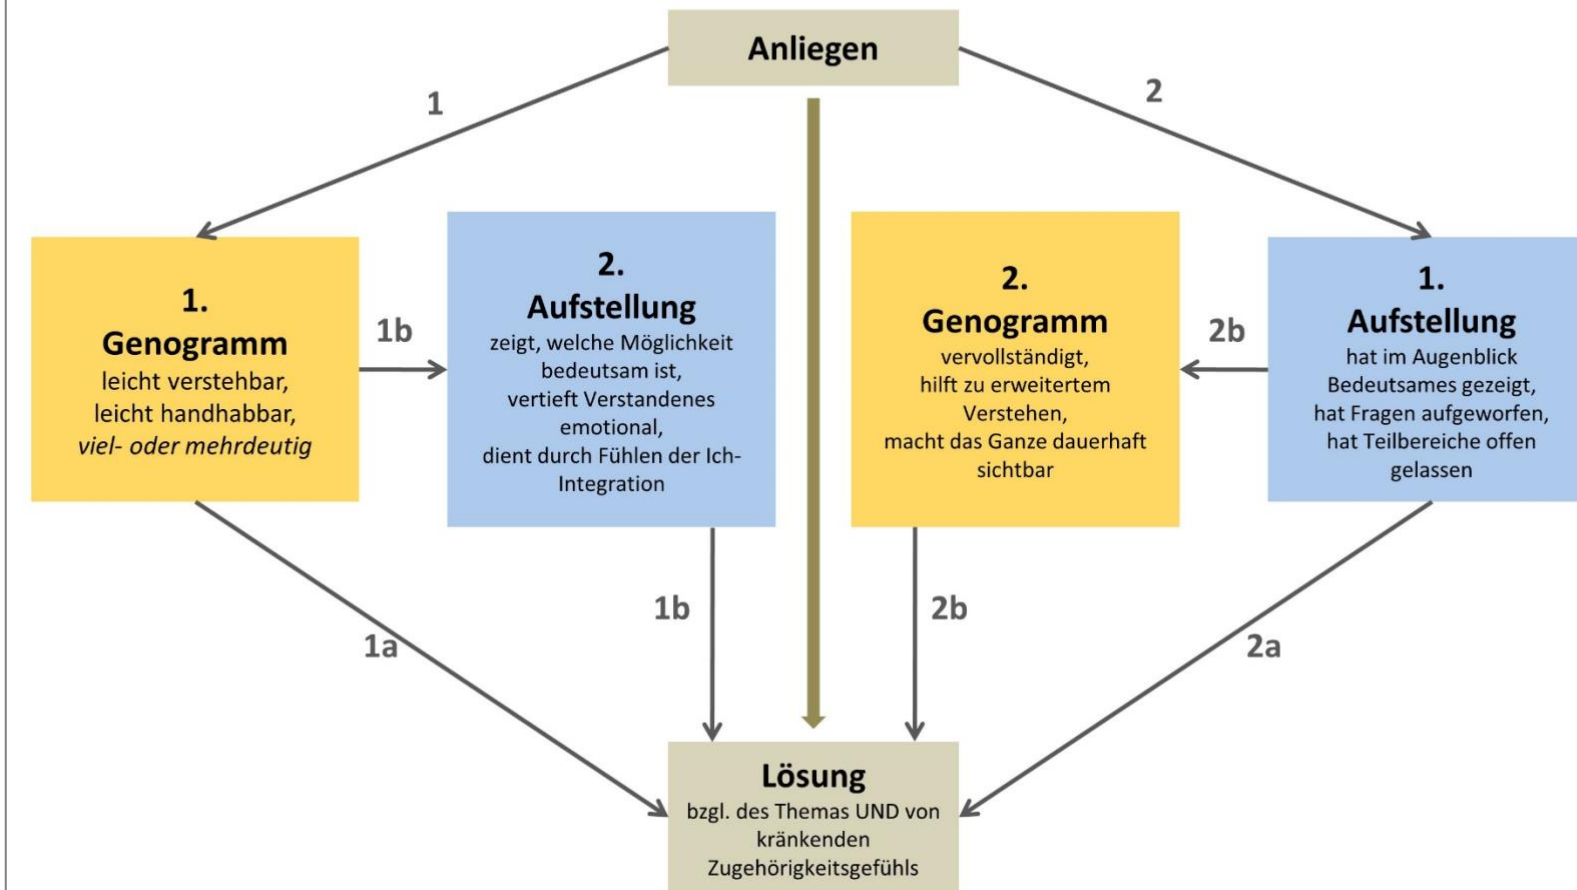 Anliegen
1
2
1.
Genogramm
leicht verstehbar,
leicht handhabbar,
viel- oder mehrdeutig
1b
2.
Aufstellung
zeigt, welche Möglichkeit
bedeutsam ist,
vertieft Verstandenes
emotional,
dient durch Fühlen der Ich-
Integration
2.
Genogramm
vervollständigt,
hilft zu erweitertem
Verstehen,
macht das Ganze dauerhaft
sichtbar
2b
1.
Aufstellung
hat im Augenblick
Bedeutsames gezeigt,
hat Fragen aufgeworfen,
hat Teilbereiche offen
gelassen
1a
1b
2b
2a
Lösung
bzgl. des Themas UND von
kränkenden
Zugehörigkeitsgefühls